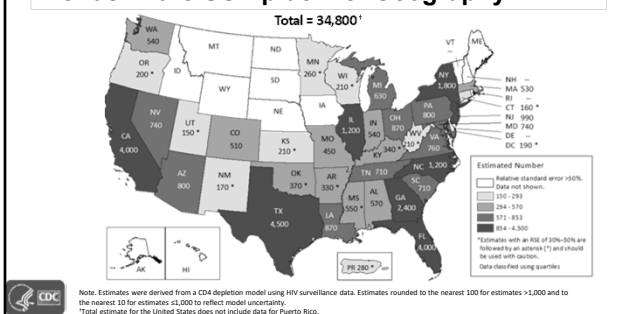 Total = 34,800†
WA
540
OR
200 *
CA
4,000
NV
740
ID
MT
WY
UT
150 *
AZ
800
CO
510
NM
170 *
ND
SD
NE
KS
210 *
OK
370 *
TX
4,500
MN
260 *
IA
MO
450
AR
330 *
LA
870
WI
210 *
IL
1,200
MS
550 *
MI
630
IN
540
KY
340 *
TN 710
AL
570
OH
870
WV
210 *
GA
2,400
FL
4,000
SC
710
NC 1,200
VA
760
PA
800
NY
1,800
VT
--
ME
NH --
MA 530
RI --
CT 160 *
NJ 990
MD 740
DE --
DC 190 *
AK
HI
PR 280 *
Estimated Number
Relative standard error >50%.
Data not shown.
150 - 293
294 - 570
571 - 853
854 - 4,500
*Estimates with an RSE of 30%–50% are
followed by an asterisk (*) and should
be used with caution.
Data classified using quartiles
CDC
Note. Estimates were derived from a CD4 depletion model using HIV surveillance data. Estimates rounded to the nearest 100 for estimates >1,000 and to
the nearest 10 for estimates ≤1,000 to reflect model uncertainty.
†Total estimate for the United States does not include data for Puerto Rico.